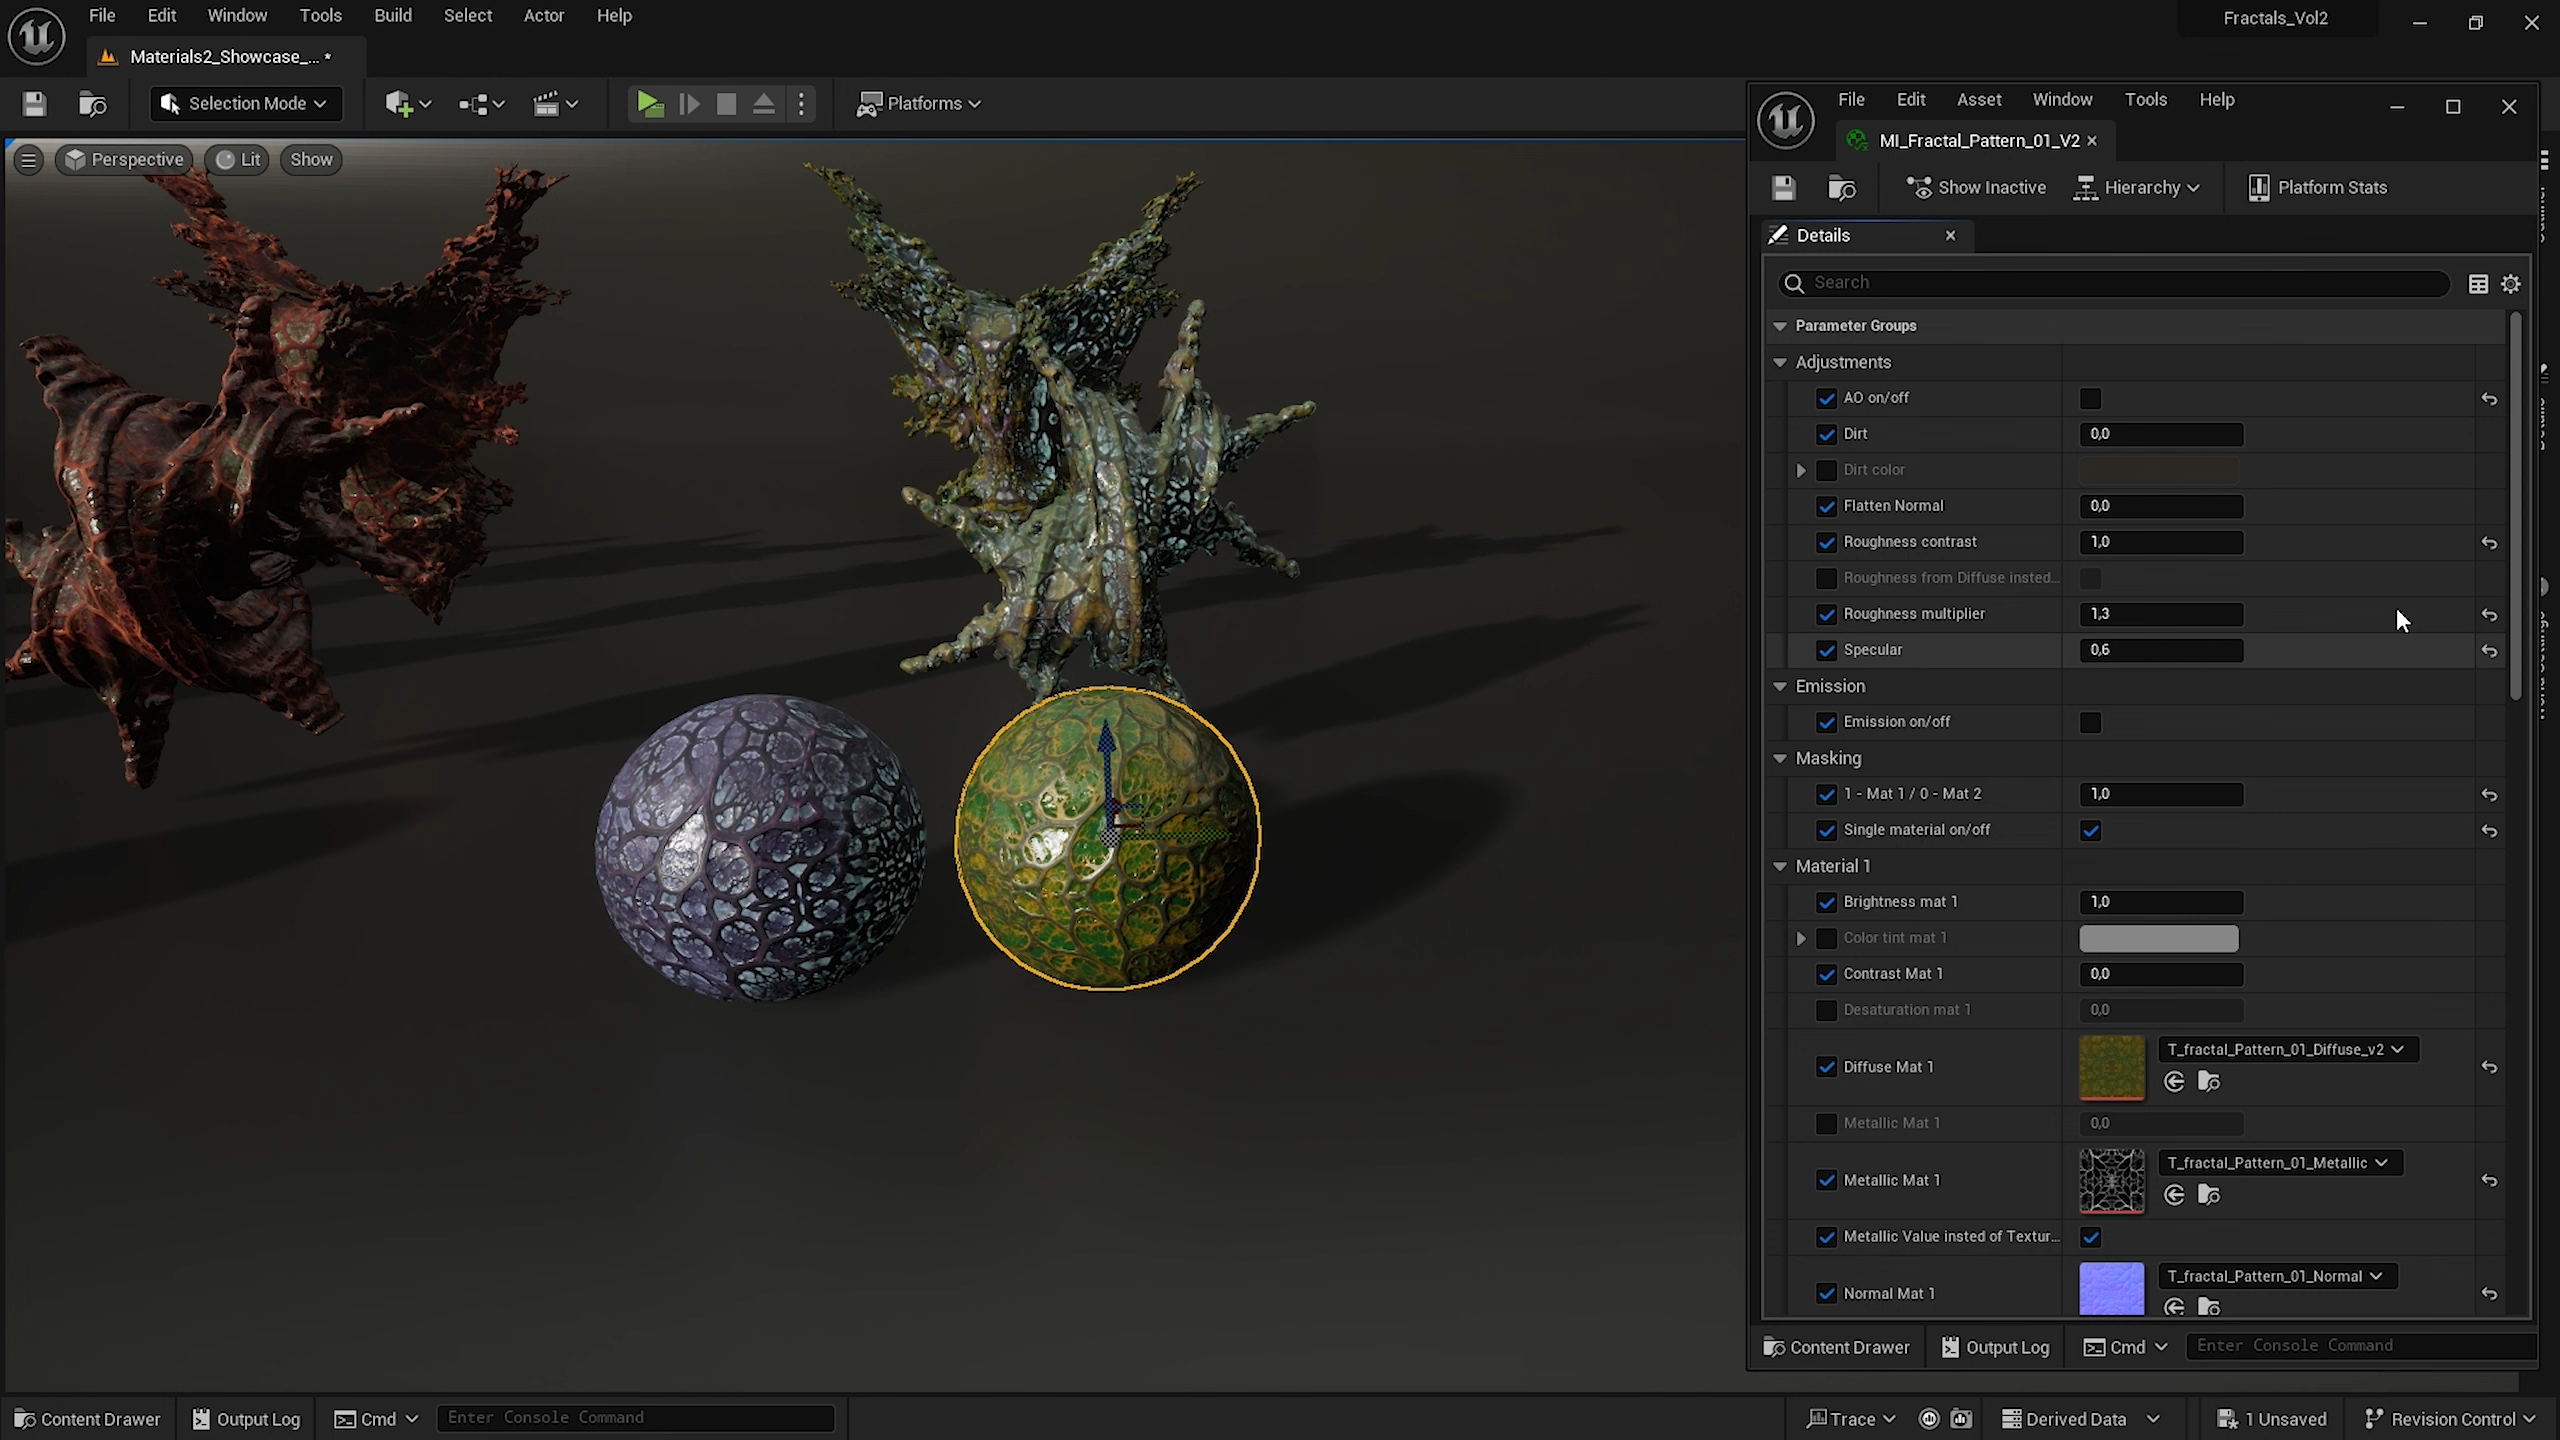 File Edit Window Tools Build Select Actor Help
Fractals_Vol2
Materials2_Showcase_... *
Selection Mode
Platforms
Perspective Lit Show
File Edit Asset Window Tools Help
MI_Fractal_Pattern_01_V2
Show Inactive Hierarchy Platform Stats
Details
Search
Parameter Groups
Adjustments
AO on/off
Dirt 0,0
Dirt color
Flatten Normal 0,0
Roughness contrast 1,0
Roughness from Diffuse insted...
Roughness multiplier 1,3
Specular 0,6
Emission
Emission on/off
Masking
1 - Mat 1 / 0 - Mat 2 1,0
Single material on/off
Material 1
Brightness mat 1 1,0
Color tint mat 1
Contrast Mat 1 0,0
Desaturation mat 1 0,0
T_fractal_Pattern_01_Diffuse_v2
Diffuse Mat 1
Metallic Mat 1 0,0
T_fractal_Pattern_01_Metallic
Metallic Mat 1
Metallic Value insted of Textur...
T_fractal_Pattern_01_Normal
Normal Mat 1
Content Drawer Output Log Cmd Enter Console Command
Content Drawer Output Log Cmd Enter Console Command
Trace Derived Data 1 Unsaved Revision Control